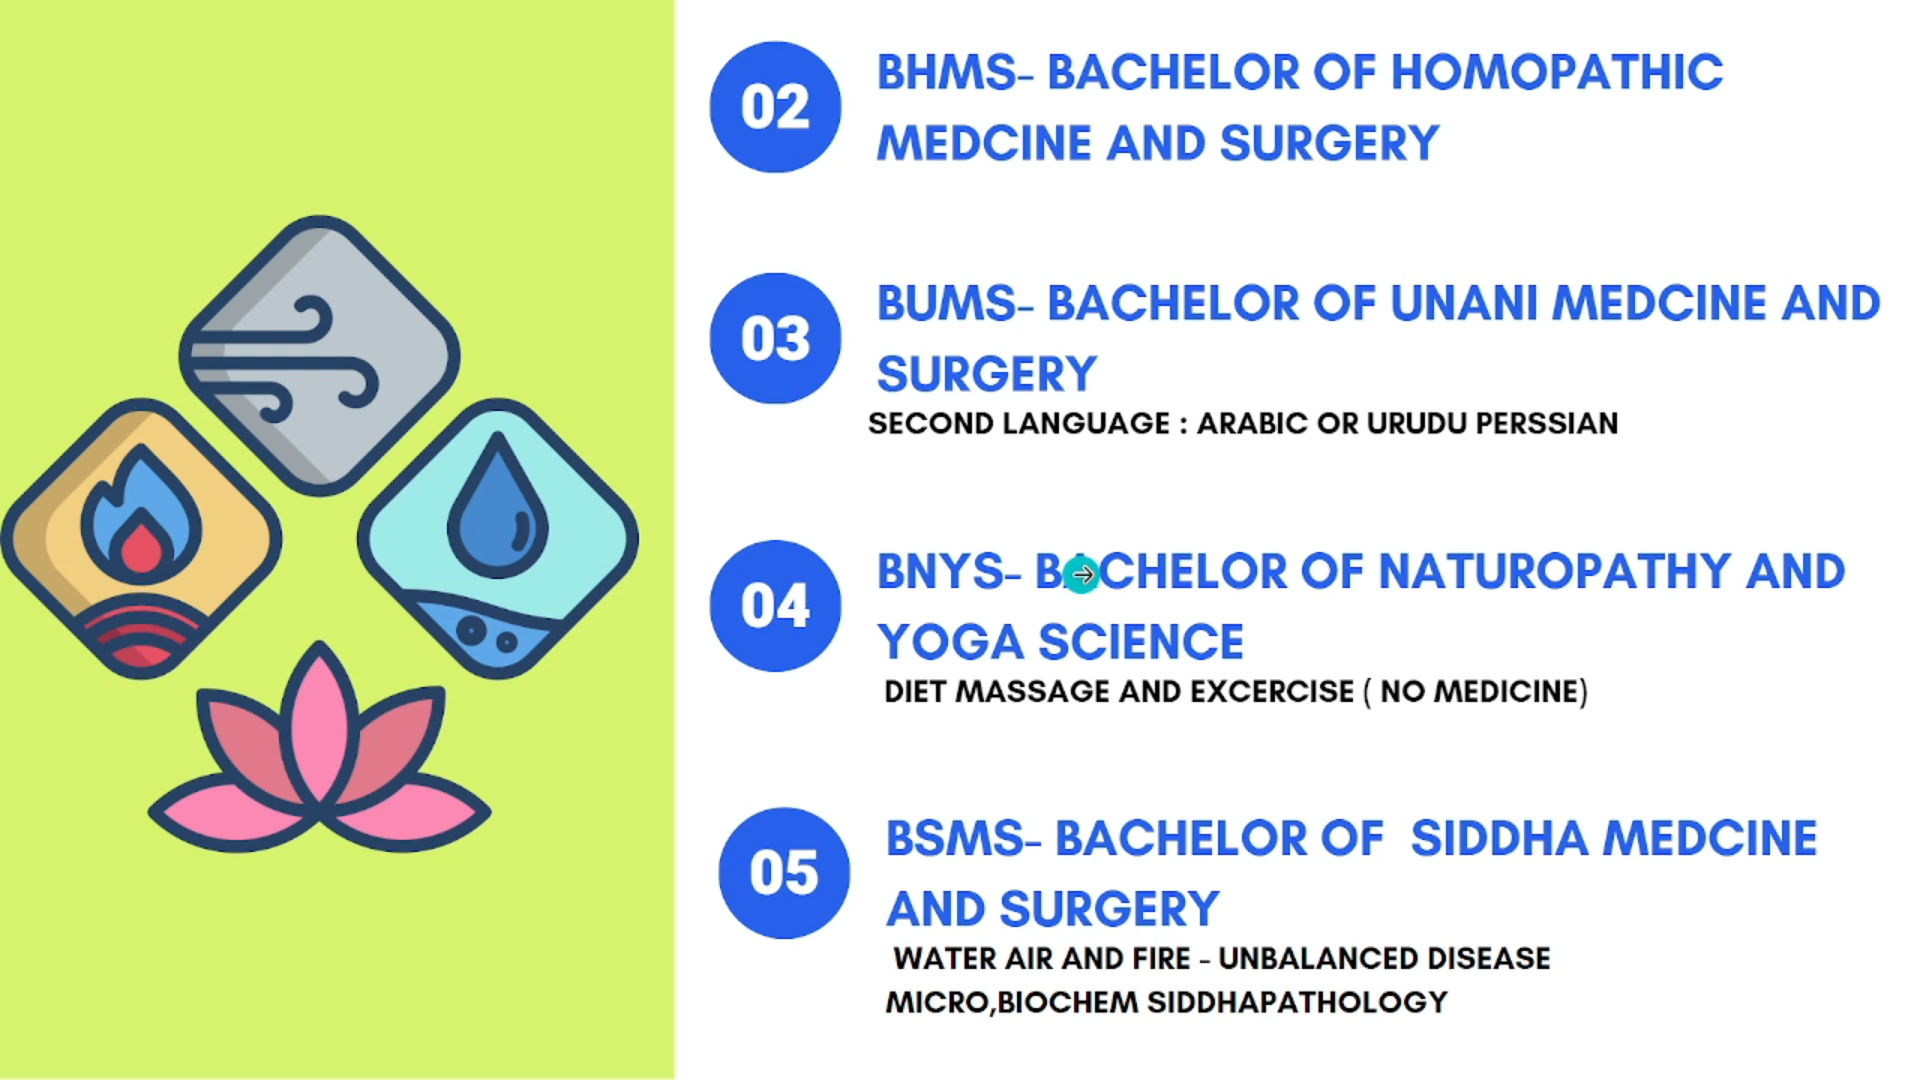 02
BHMS- BACHELOR OF HOMOPATHIC
MEDCINE AND SURGERY
03
BUMS- BACHELOR OF UNANI MEDCINE AND
SURGERY
SECOND LANGUAGE : ARABIC OR URUDU PERSSIAN
04
BNYS- BACHELOR OF NATUROPATHY AND
YOGA SCIENCE
DIET MASSAGE AND EXCERCISE ( NO MEDICINE)
05
BSMS- BACHELOR OF SIDDHA MEDCINE
AND SURGERY
WATER AIR AND FIRE - UNBALANCED DISEASE
MICRO,BIOCHEM SIDDHAPATHOLOGY